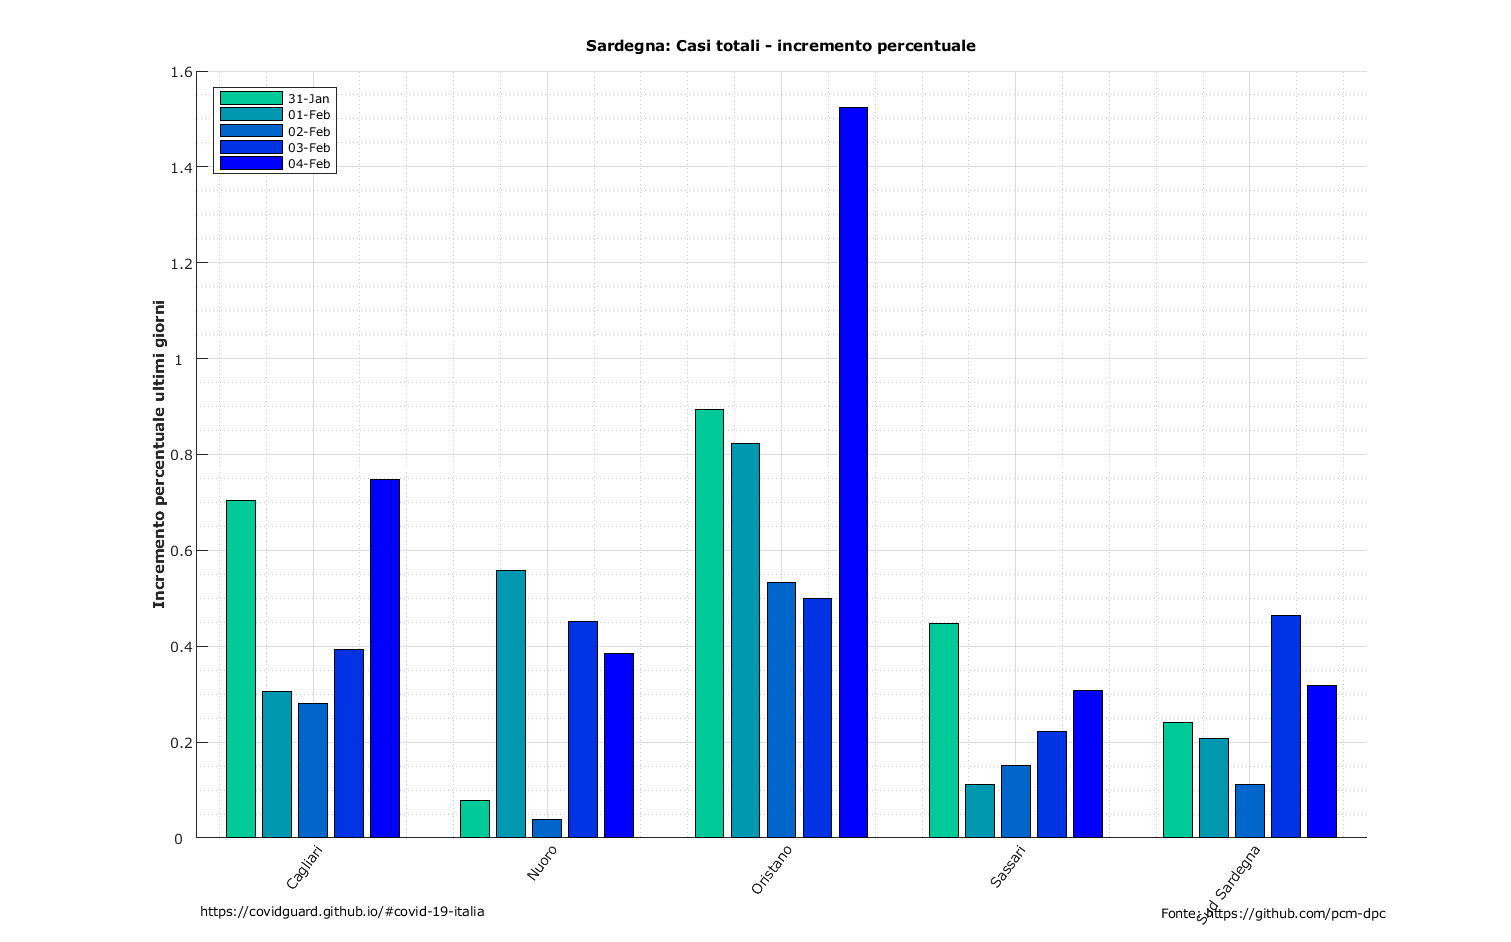 Sardegna: Casi totali - incremento percentuale
1.6
1.4
1.2
1
0.8
0.6
0.4
0.2
0
Incremento percentuale ultimi giorni
31-Jan
01-Feb
02-Feb
03-Feb
04-Feb
Cagliari
Nuoro
Oristano
Sassari
Sud Sardegna
https://covidguard.github.io/#covid-19-italia
Fonte: https://github.com/pcm-dpc